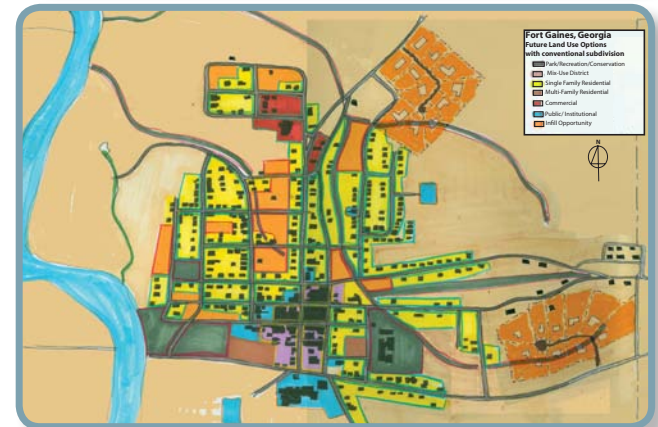 Fort Gaines, Georgia
Future Land Use Options
with conventional subdivision
Park/Recreation/Conservation
Mix-Use District
Single Family Residential
Multi-Family Residential
Commercial
Public/ Institutional
Infill Opportunity
N